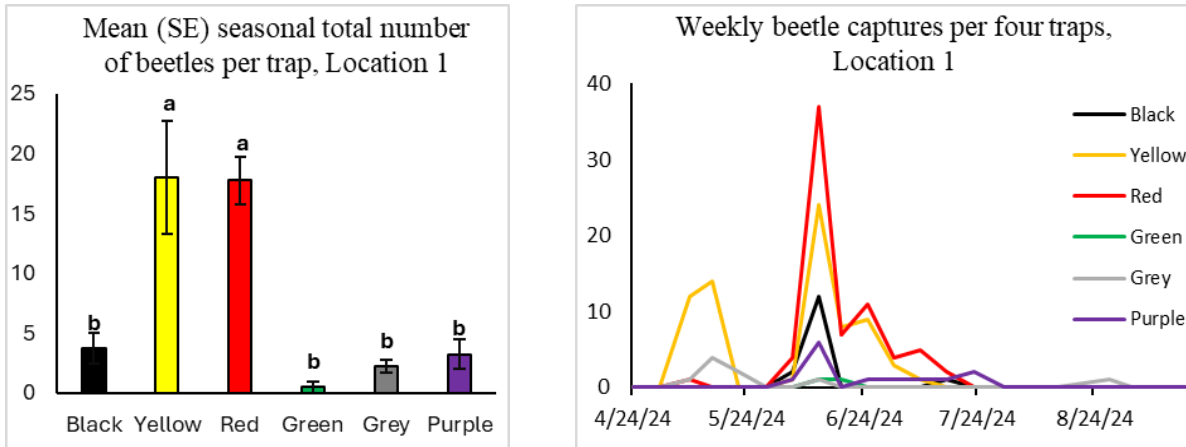 Mean (SE) seasonal total number
of beetles per trap, Location 1
25
20
15
10
5
0
b
a
a
b
b
b
Black Yellow Red Green Grey Purple
Weekly beetle captures per four traps,
Location 1
40
30
20
10
0
4/24/24 5/24/24 6/24/24 7/24/24 8/24/24
Black
Yellow
Red
Green
Grey
Purple